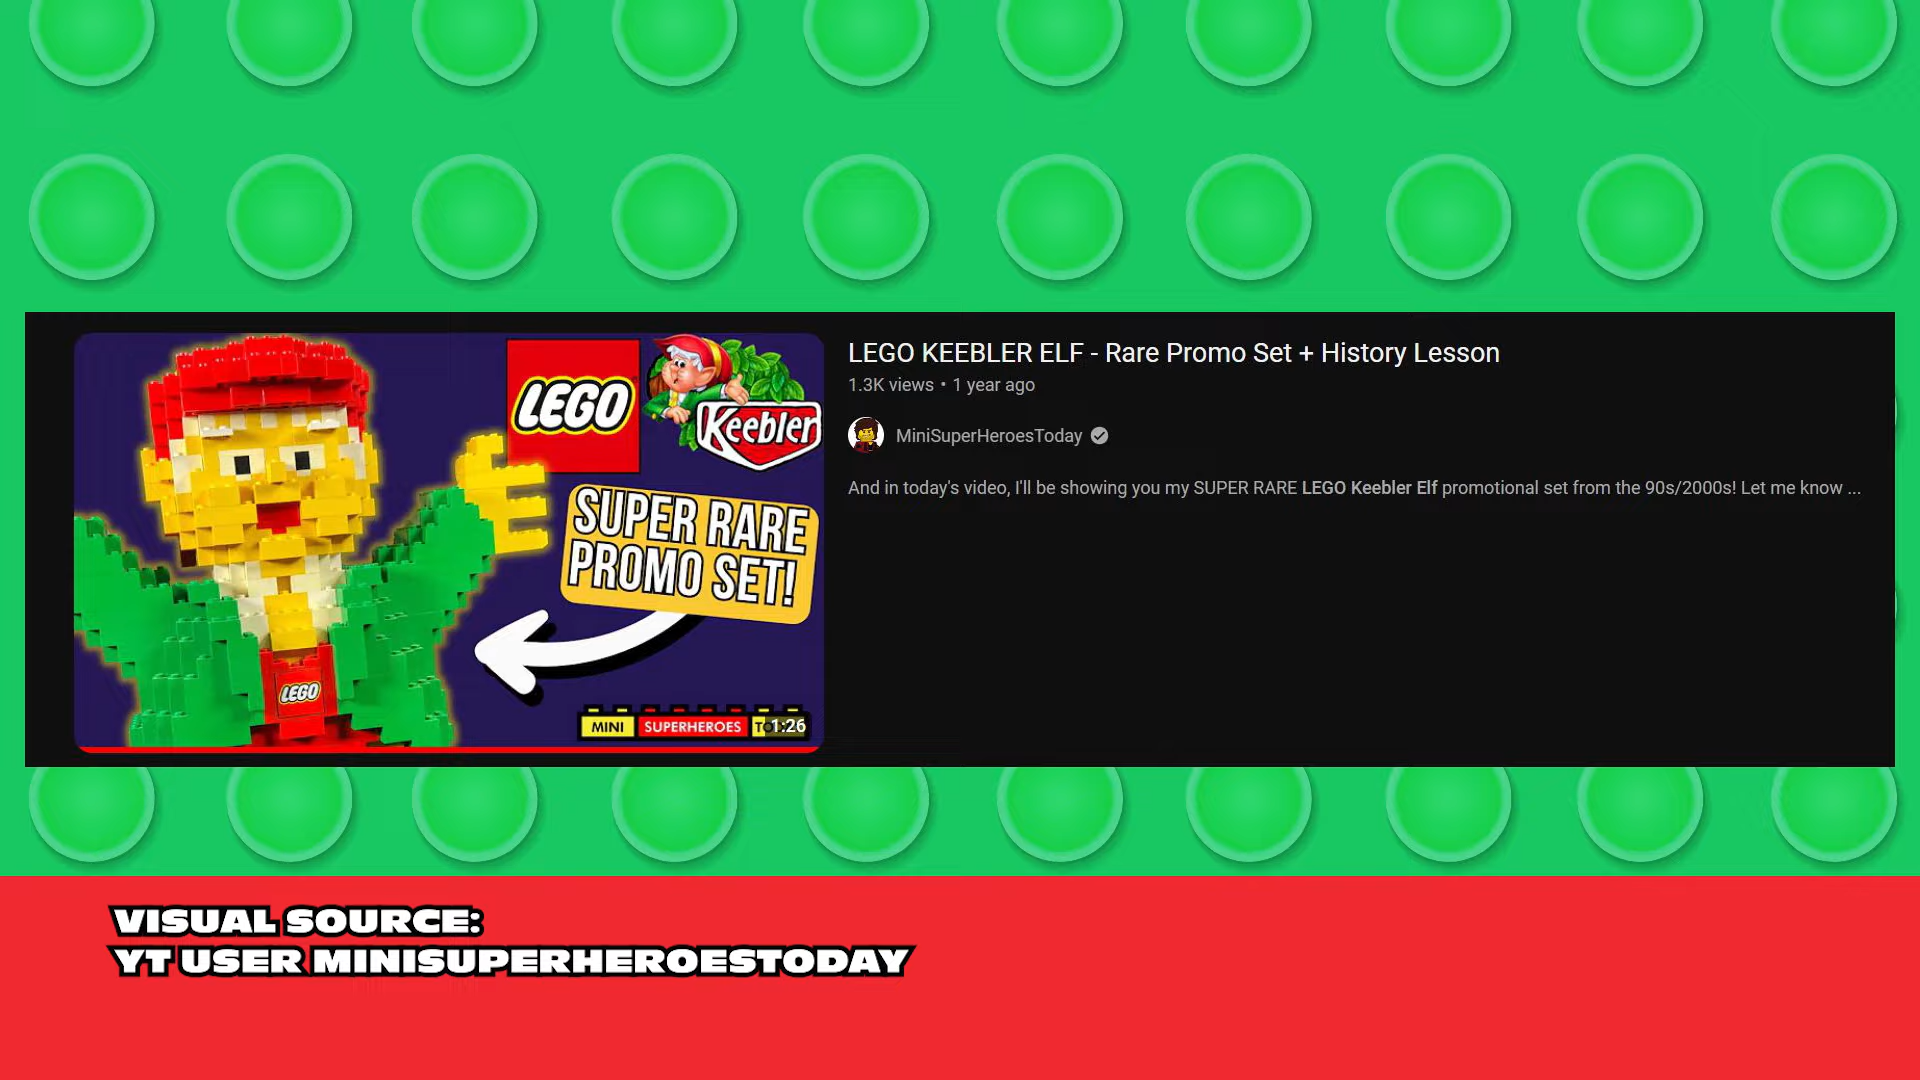 LEGO
Keebler
SUPER RARE
PROMO SET!
LEGO
MINI SUPERHEROES
1:26
LEGO KEEBLER ELF - Rare Promo Set + History Lesson
1.3K views • 1 year ago
MiniSuperHeroesToday
And in today's video, I'll be showing you my SUPER RARE LEGO Keebler Elf promotional set from the 90s/2000s! Let me know ...
VISUAL SOURCE:
YT USER MINISUPERHEROESTODAY